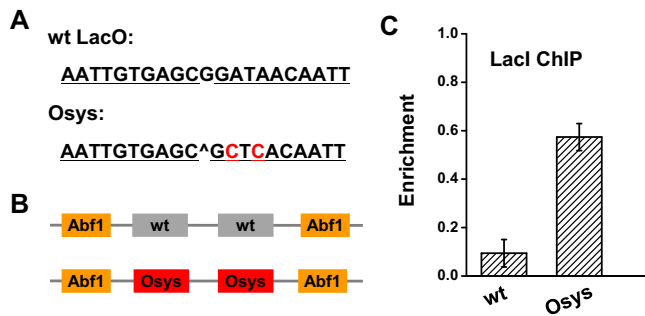 A
wt LacO:
AATTGTGAGCGGATAACAATT
Osys:
AATTGTGAGC^GCTCACAATT
B
Abf1 wt wt Abf1
Abf1 Osys Osys Abf1
C
LacI ChIP
Enrichment
1.0
0.8
0.6
0.4
0.2
0.0
wt
Osys